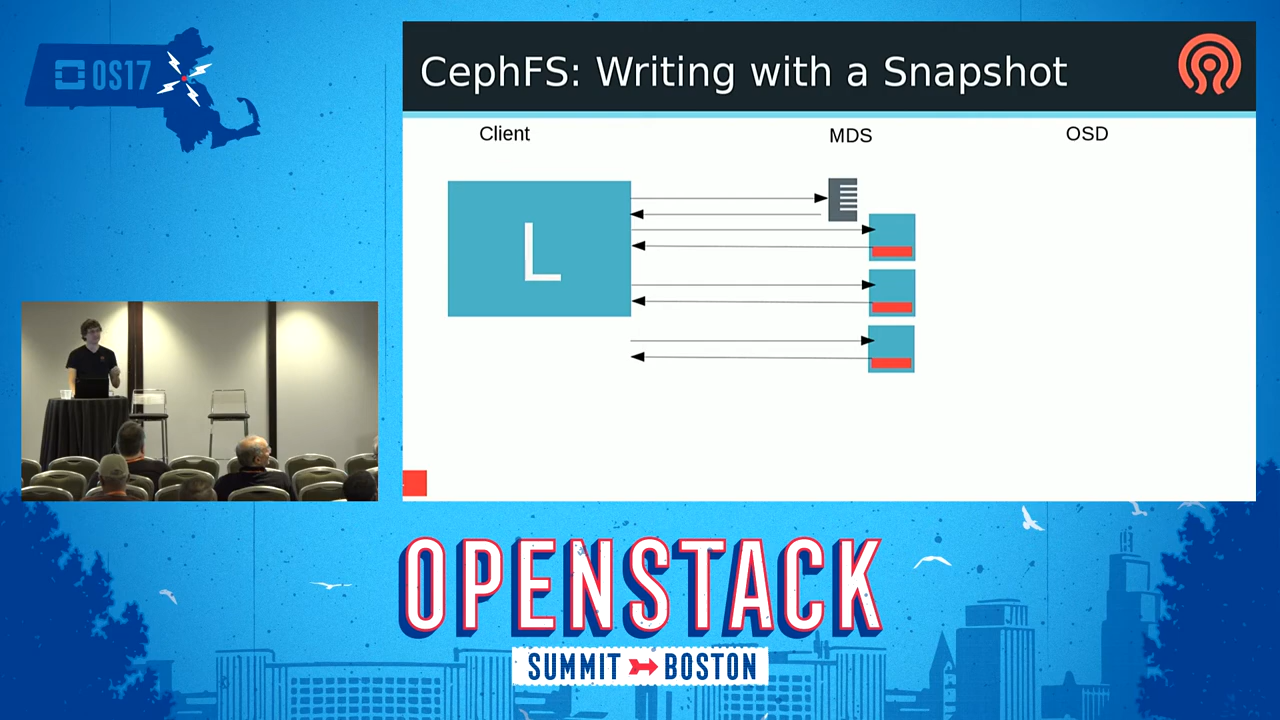 OS17
CephFS: Writing with a Snapshot
Client
MDS
OSD
L
OPENSTACK
SUMMIT BOSTON